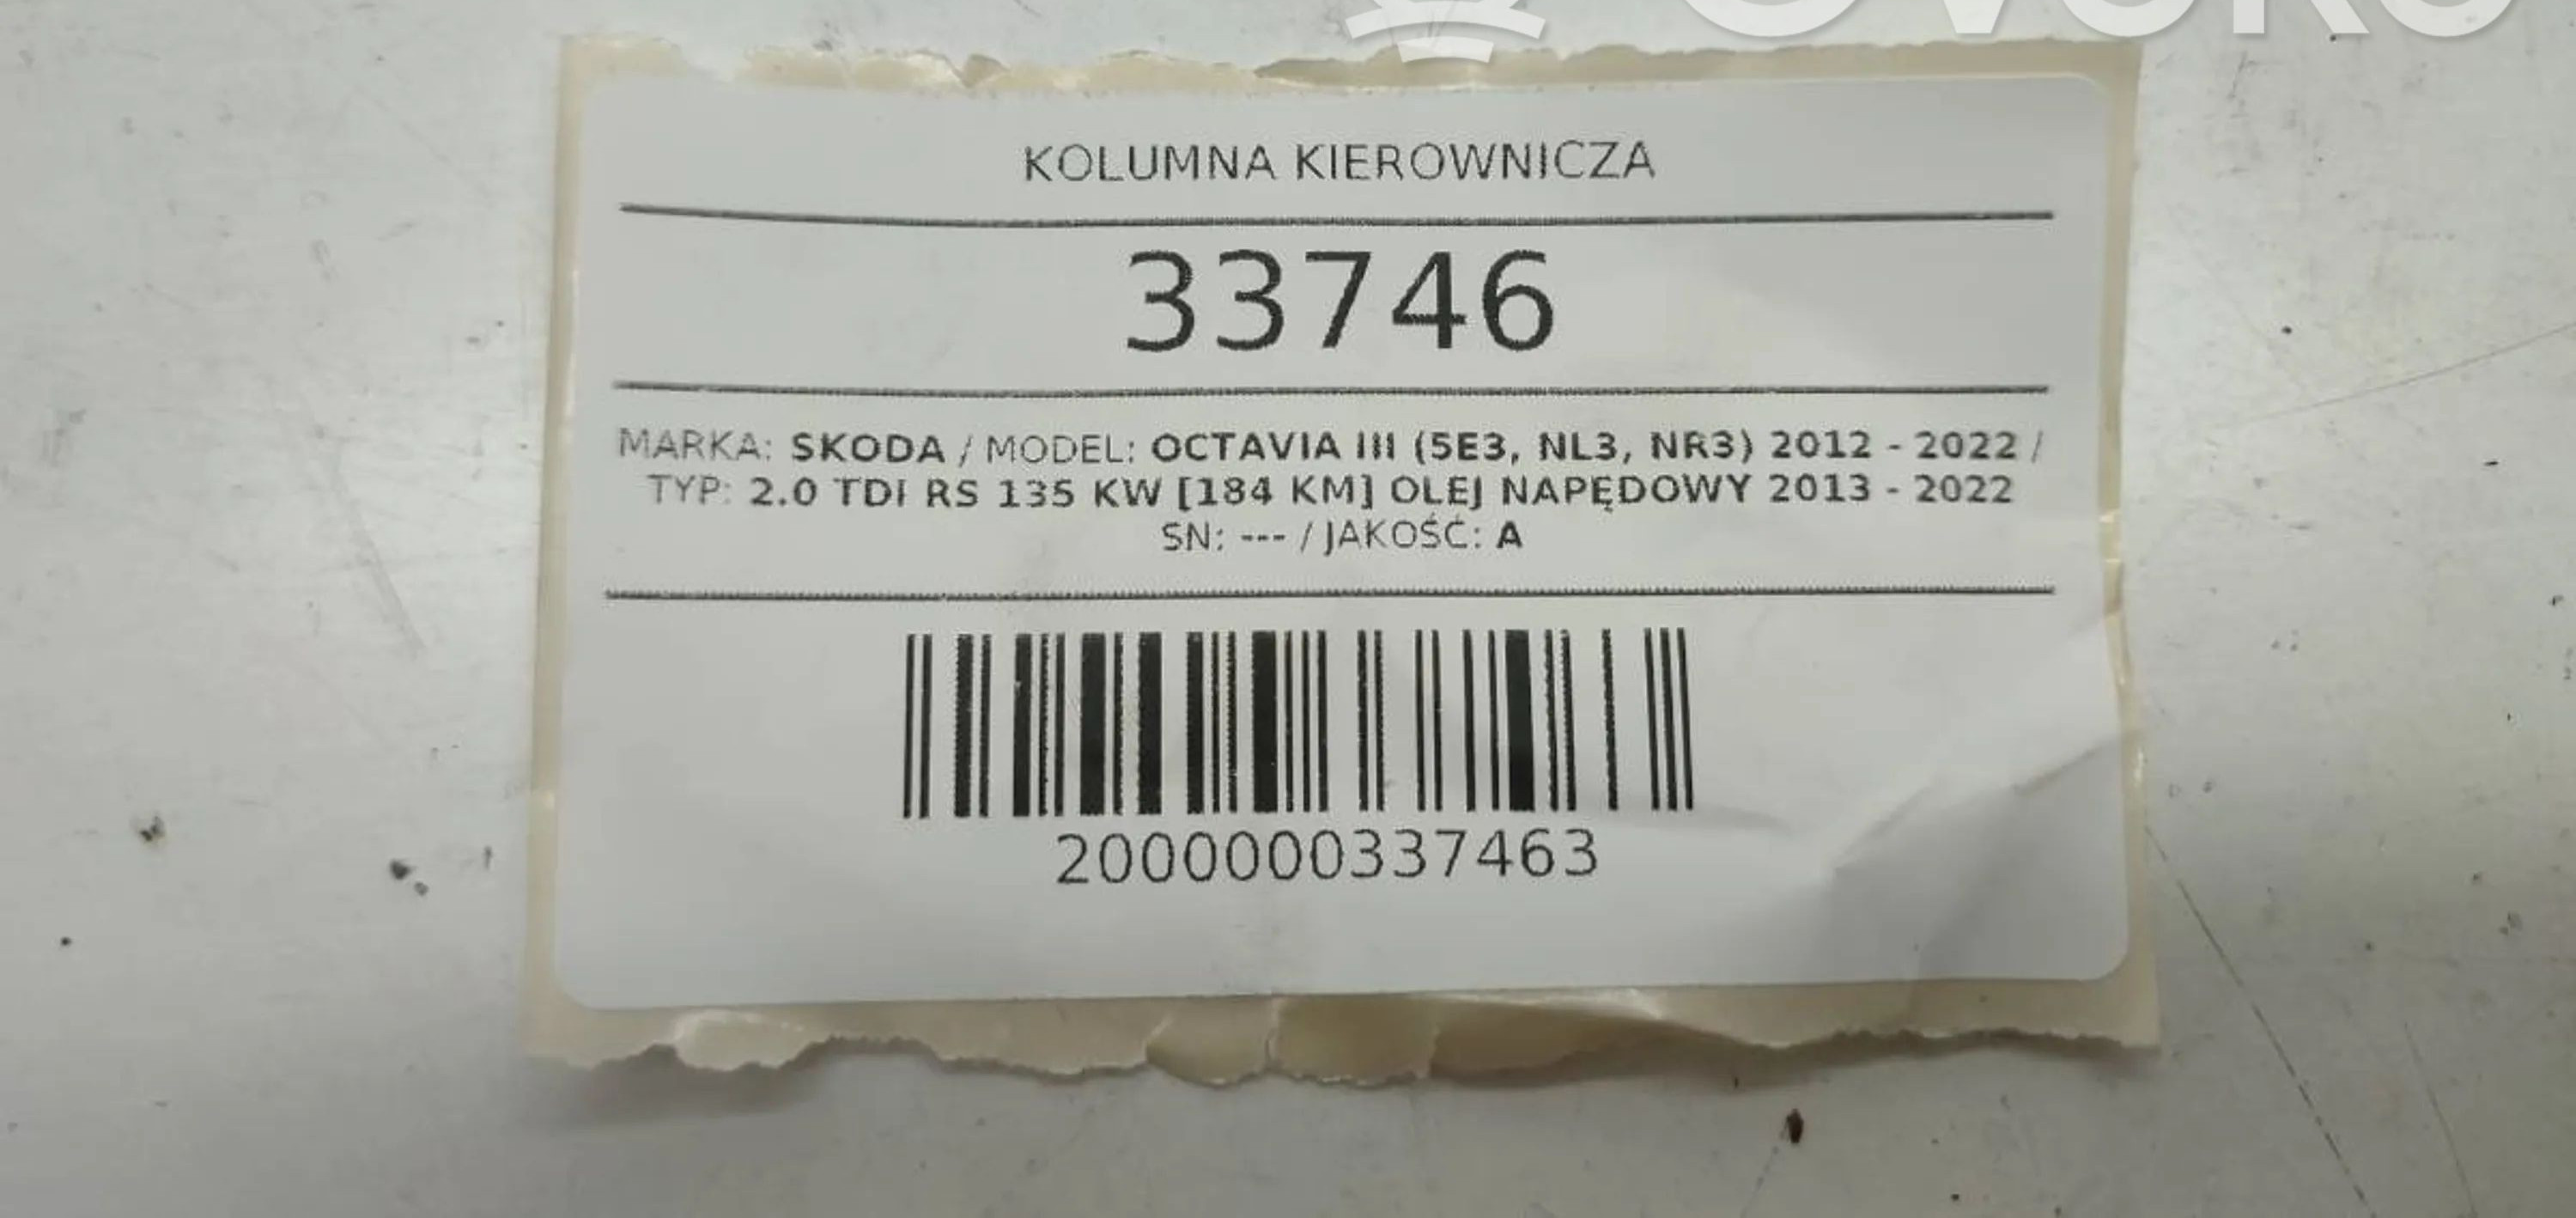 KOLUMNA KIEROWNICZA
33746
MARKA: SKODA / MODEL: OCTAVIA III (5E3, NL3, NR3) 2012 - 2022 /
TYP: 2.0 TDI RS 135 KW [184 KM] OLEJ NAPĘDOWY 2013 - 2022
SN: --- / JAKOŚĆ: A
2000000337463